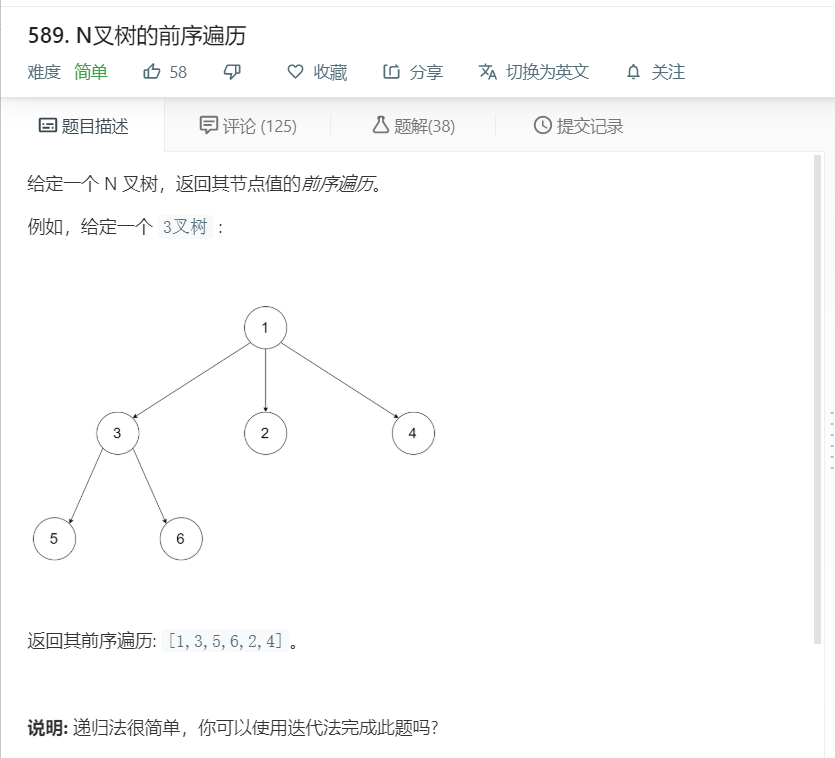 589. N叉树的前序遍历
难度 简单 58 收藏 分享 切换为英文 关注
题目描述 评论 (125) 题解(38) 提交记录
给定一个 N 叉树，返回其节点值的前序遍历。
例如，给定一个 3叉树 :
1
3 2 4
5 6
返回其前序遍历: [1,3,5,6,2,4] 。
说明: 递归法很简单，你可以使用迭代法完成此题吗?